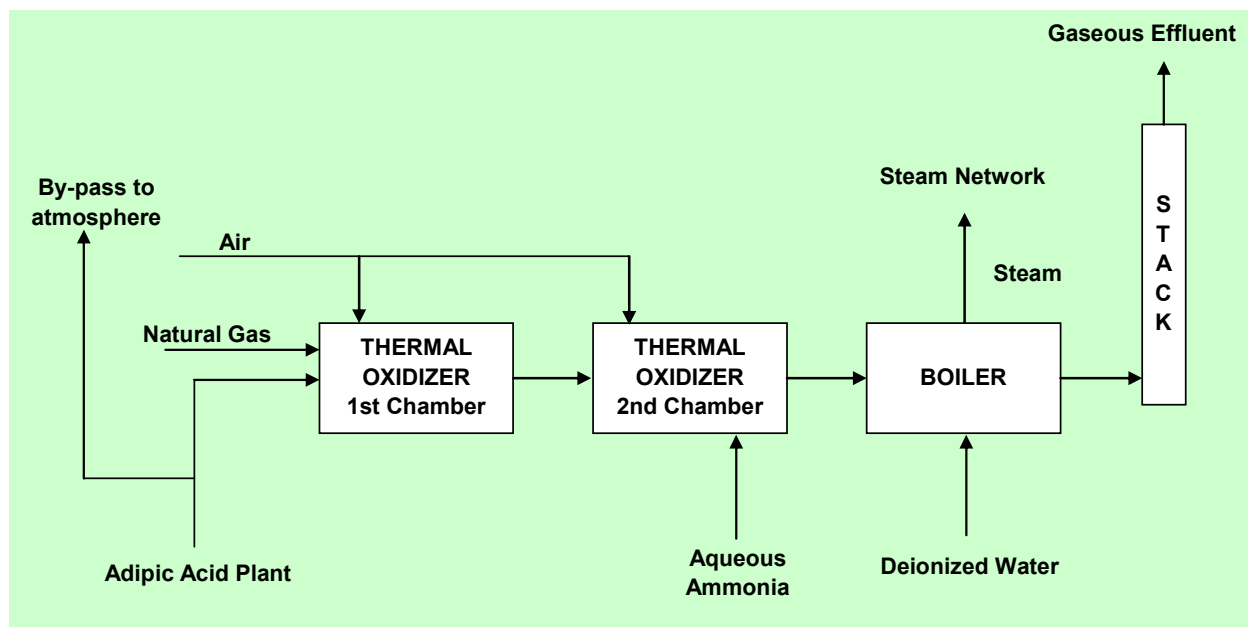 Gaseous Effluent
By-pass to
atmosphere
Steam Network
S
T
A
C
K
Air
Steam
Natural Gas
THERMAL
OXIDIZER
1st Chamber
THERMAL
OXIDIZER
2nd Chamber
BOILER
Adipic Acid Plant
Aqueous
Ammonia
Deionized Water